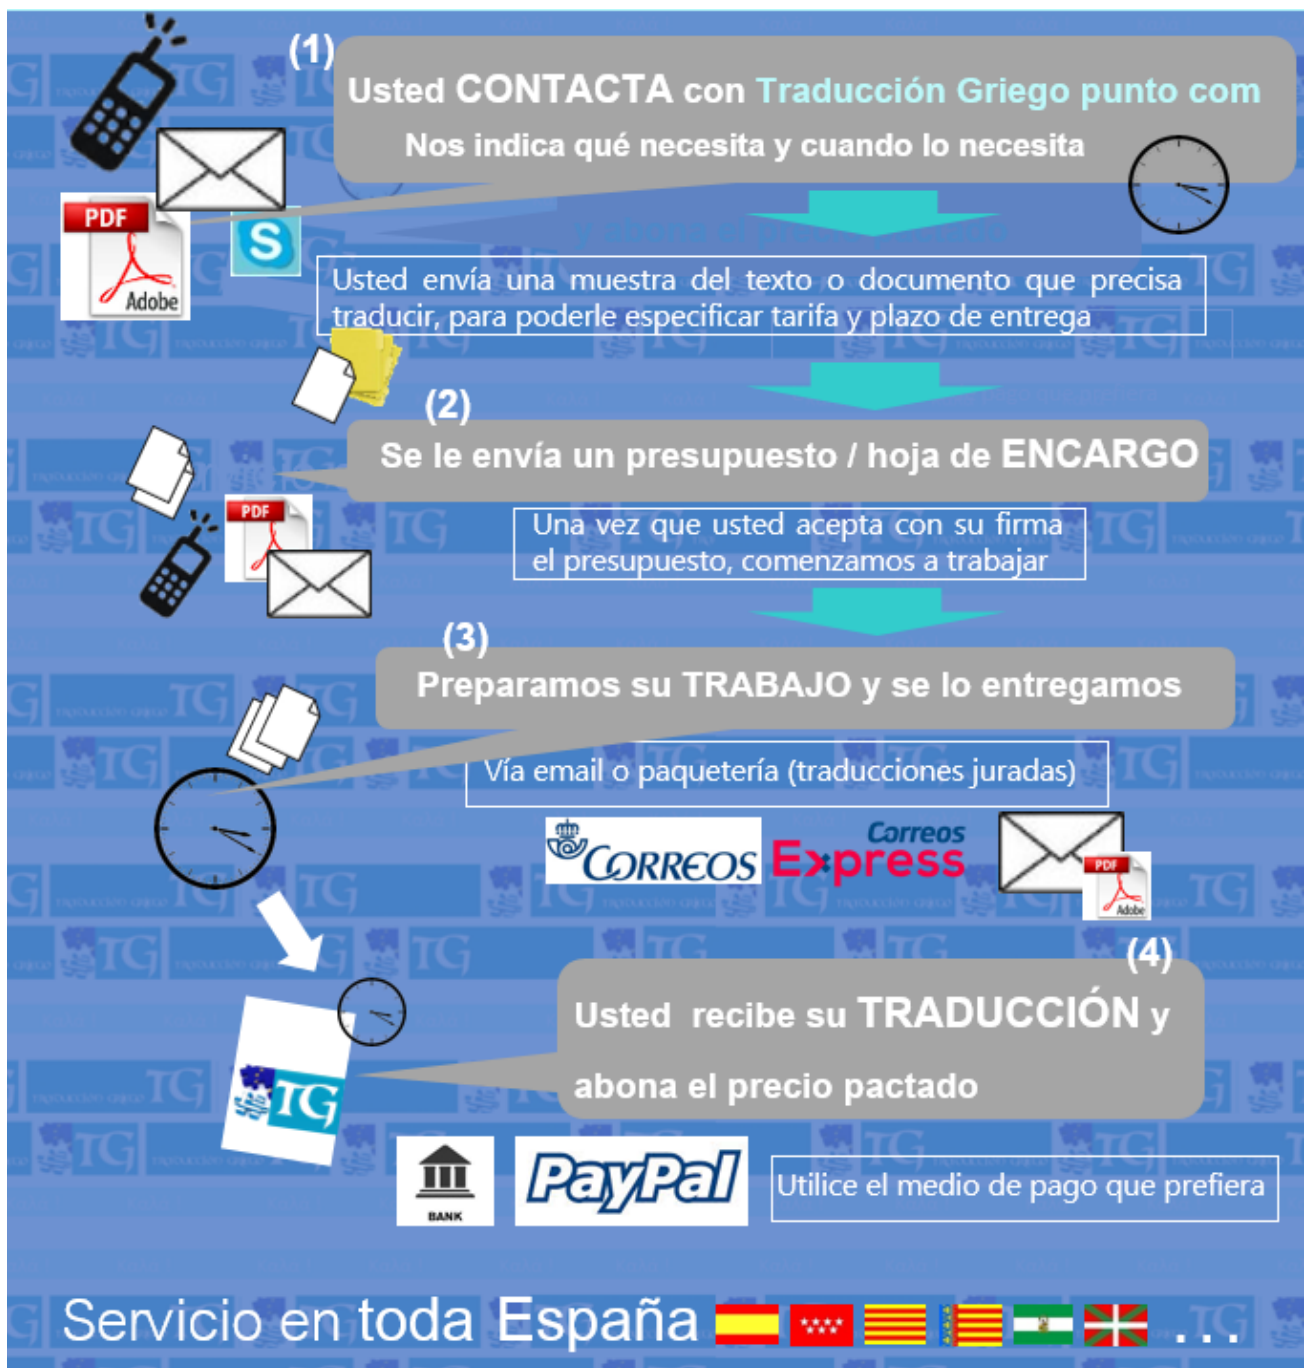 (1)
Usted CONTACTA con Traducción Griego punto com
Nos indica qué necesita y cuando lo necesita
PDF
Adobe
S
y abona el precio pactado
Usted envía una muestra del texto o documento que precisa
traducir, para poderle especificar tarifa y plazo de entrega
(2)
Se le envía un presupuesto / hoja de ENCARGO
PDF
Una vez que usted acepta con su firma
el presupuesto, comenzamos a trabajar
(3)
Preparamos su TRABAJO y se lo entregamos
Vía email o paquetería (traducciones juradas)
CORREOS
Correos
Express
PDF
Adobe
(4)
Usted recibe su TRADUCCIÓN y
abona el precio pactado
TG
BANK
PayPal
Utilice el medio de pago que prefiera
Servicio en toda España ...